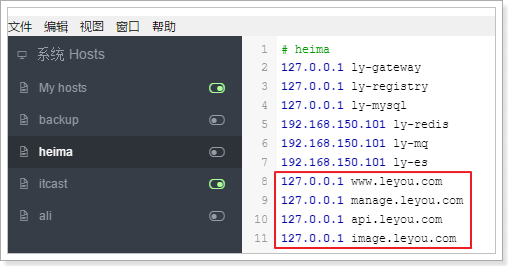 文件 编辑 视图 窗口 帮助
系统 Hosts
My hosts
backup
heima
itcast
ali
1 # heima
2 127.0.0.1 ly-gateway
3 127.0.0.1 ly-registry
4 127.0.0.1 ly-mysql
5 192.168.150.101 ly-redis
6 192.168.150.101 ly-mq
7 192.168.150.101 ly-es
8 127.0.0.1 www.leyou.com
9 127.0.0.1 manage.leyou.com
10 127.0.0.1 api.leyou.com
11 127.0.0.1 image.leyou.com